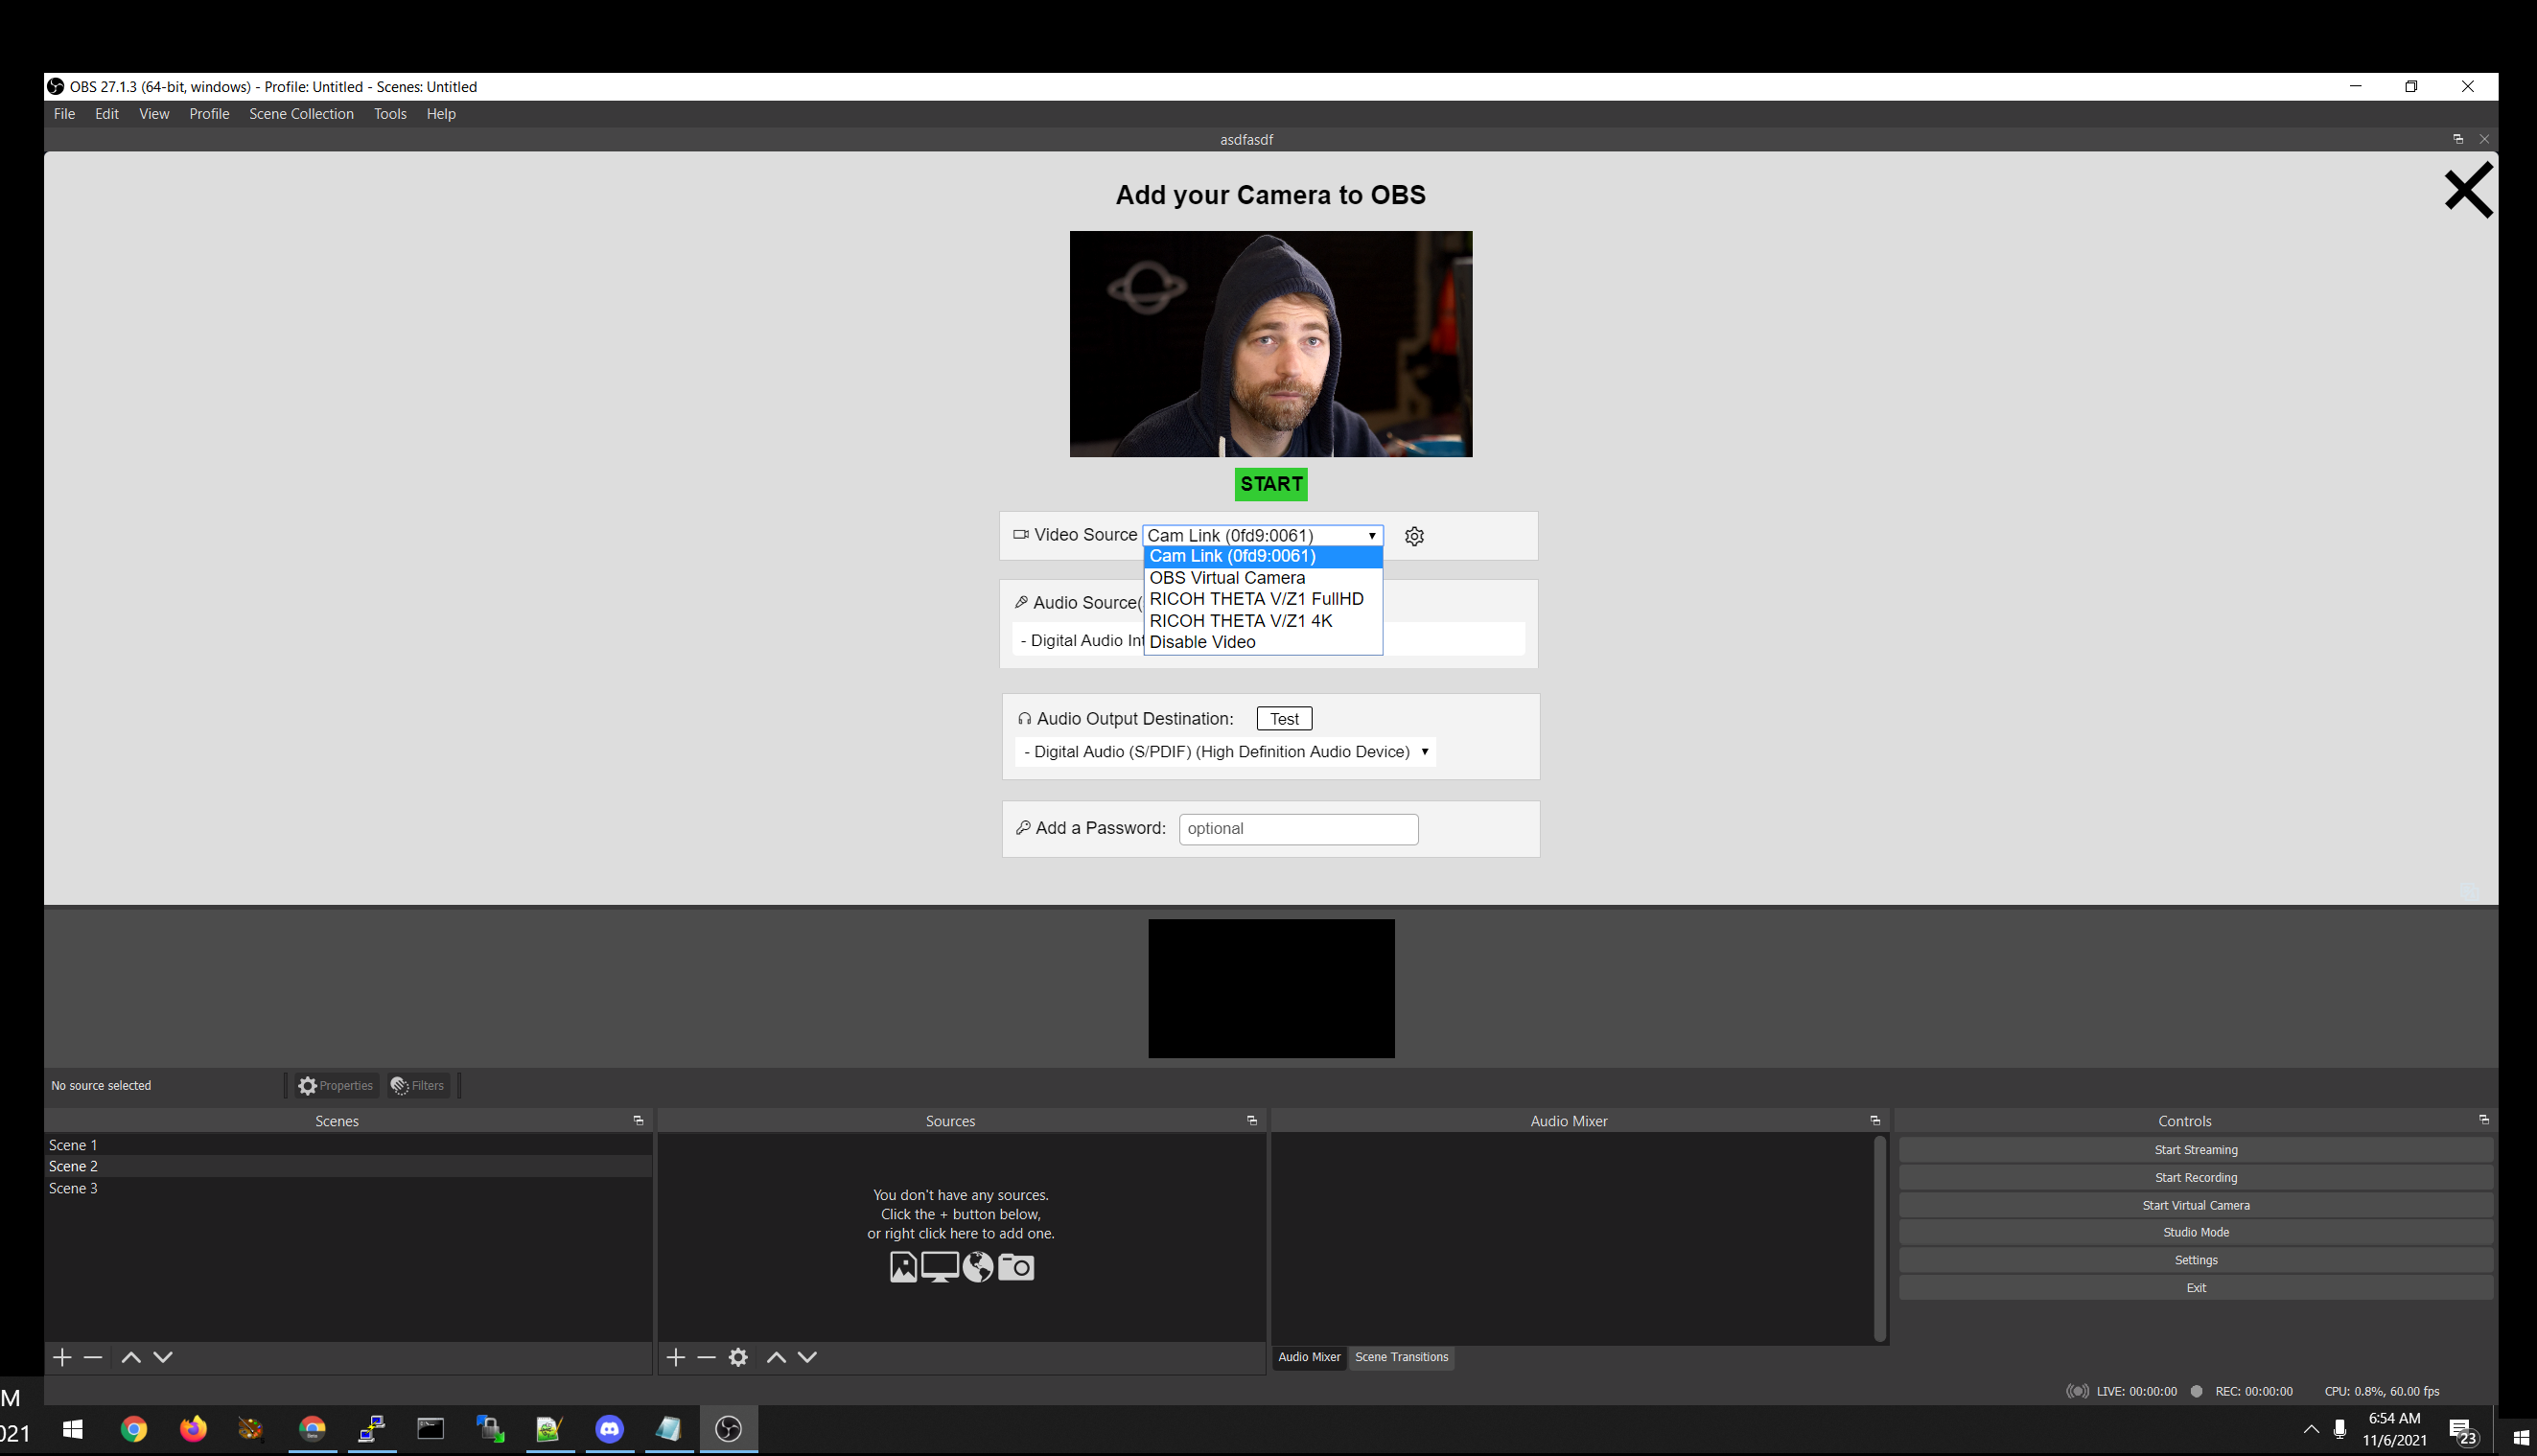 OBS 27.1.3 (64-bit, windows) - Profile: Untitled - Scenes: Untitled
File Edit View Profile Scene Collection Tools Help
asdfasdf
Add your Camera to OBS
START
Video Source Cam Link (0fd9:0061)
Cam Link (0fd9:0061)
OBS Virtual Camera
RICOH THETA V/Z1 FullHD
Audio Source(
RICOH THETA V/Z1 4K
Disable Video
- Digital Audio Int
Audio Output Destination: Test
- Digital Audio (S/PDIF) (High Definition Audio Device)
Add a Password: optional
No source selected Properties Filters
Scenes Sources Audio Mixer Controls
Scene 1
Scene 2
Scene 3
You don't have any sources.
Click the + button below,
or right click here to add one.
Start Streaming
Start Recording
Start Virtual Camera
Studio Mode
Settings
Exit
Audio Mixer Scene Transitions
LIVE: 00:00:00 REC: 00:00:00 CPU: 0.8%, 60.00 fps
M
021
6:54 AM
11/6/2021
23